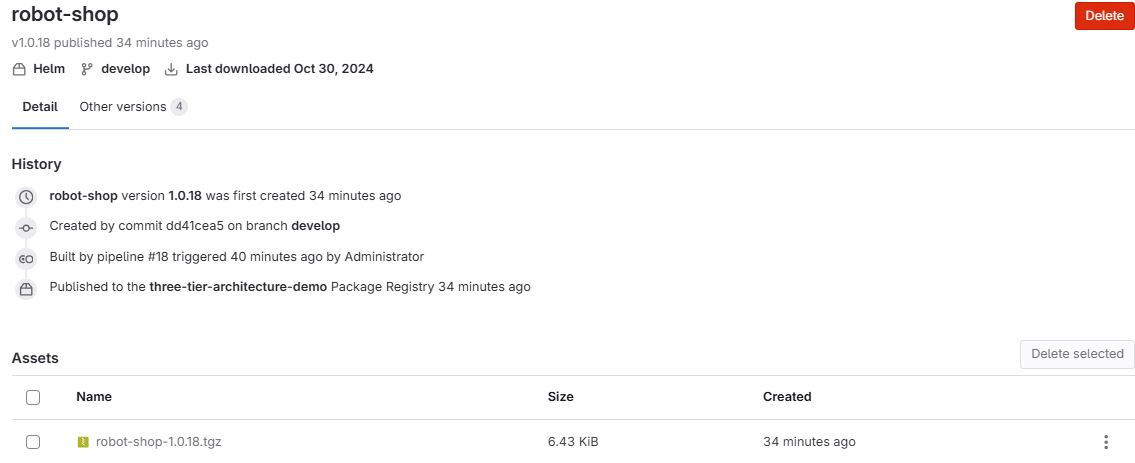 robot-shop
Delete
v1.0.18 published 34 minutes ago
Helm develop Last downloaded Oct 30, 2024
Detail Other versions 4
History
robot-shop version 1.0.18 was first created 34 minutes ago
Created by commit dd41cea5 on branch develop
Built by pipeline #18 triggered 40 minutes ago by Administrator
Published to the three-tier-architecture-demo Package Registry 34 minutes ago
Assets
Delete selected
Name Size Created
robot-shop-1.0.18.tgz 6.43 KiB 34 minutes ago